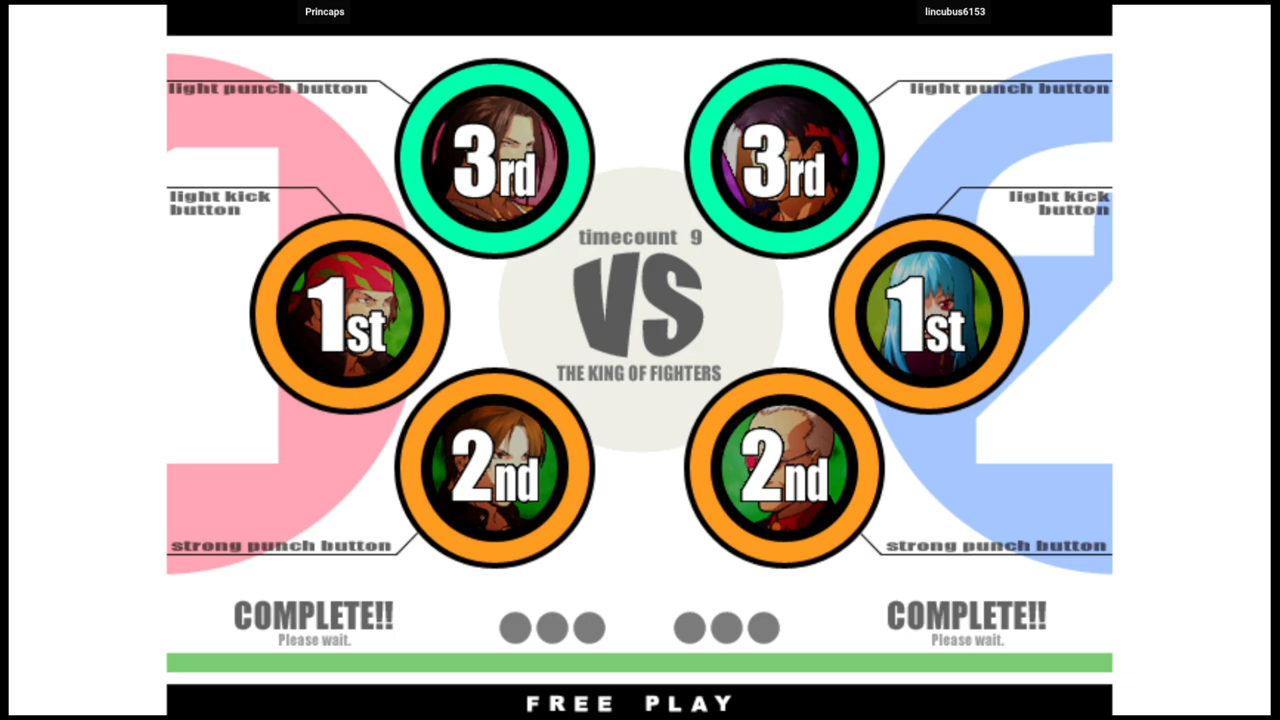 Princaps
lincubus6153
light punch button
light punch button
3rd
3rd
light kick
button
light kick
button
timecount 9
VS
THE KING OF FIGHTERS
1st
1st
2nd
2nd
strong punch button
strong punch button
COMPLETE!!
Please wait.
COMPLETE!!
Please wait.
FREE PLAY